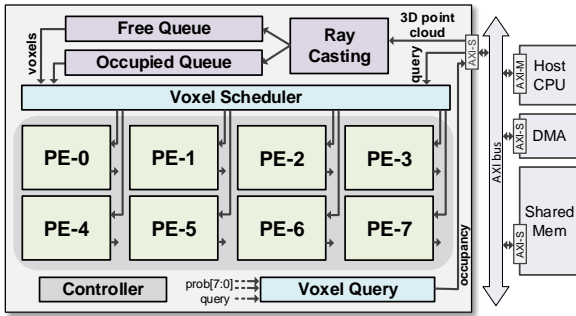 Free Queue
Occupied Queue
Ray
Casting
3D point
cloud
voxels
query
AXI-S
Voxel Scheduler
PE-0
PE-1
PE-2
PE-3
PE-4
PE-5
PE-6
PE-7
occupancy
Controller
prob[7:0]
query
Voxel Query
AXI bus
AXI-M
Host
CPU
AXI-S
DMA
AXI-S
Shared
Mem